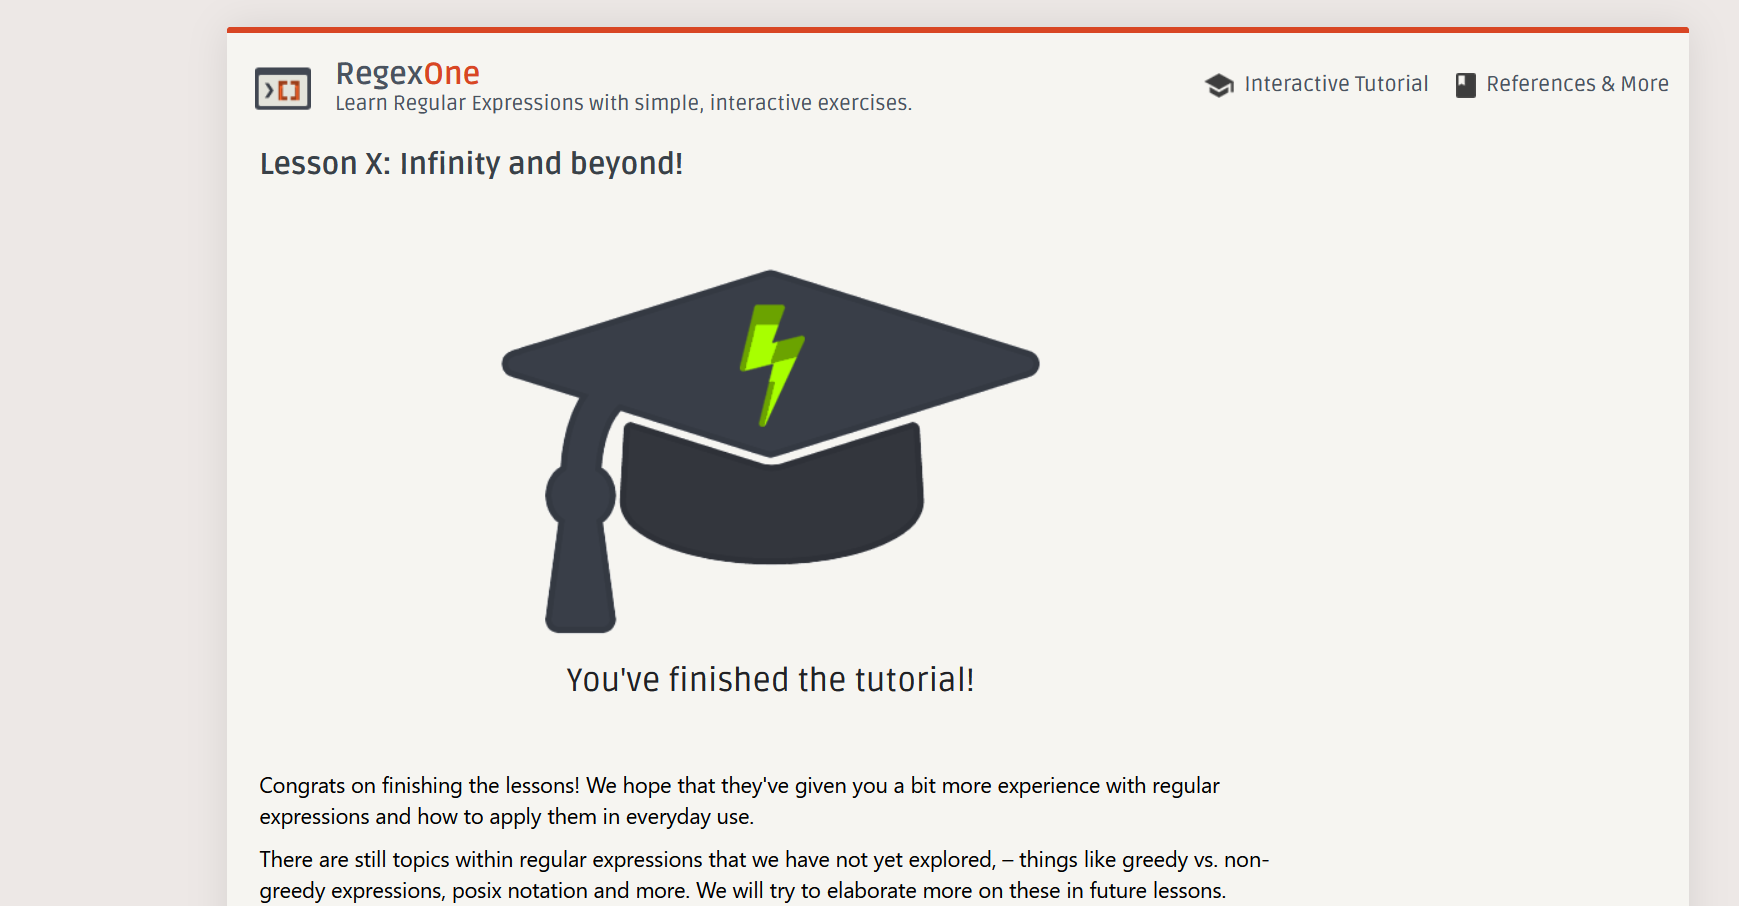 RegexOne
Learn Regular Expressions with simple, interactive exercises.
Interactive Tutorial
References & More
Lesson X: Infinity and beyond!
You've finished the tutorial!
Congrats on finishing the lessons! We hope that they've given you a bit more experience with regular
expressions and how to apply them in everyday use.
There are still topics within regular expressions that we have not yet explored, – things like greedy vs. non-
greedy expressions, posix notation and more. We will try to elaborate more on these in future lessons.